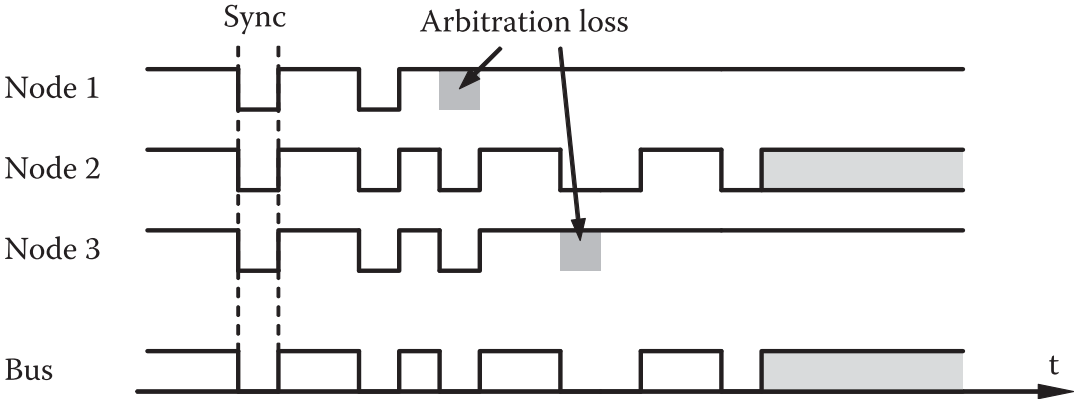 Sync
Arbitration loss
Node 1
Node 2
Node 3
Bus
t